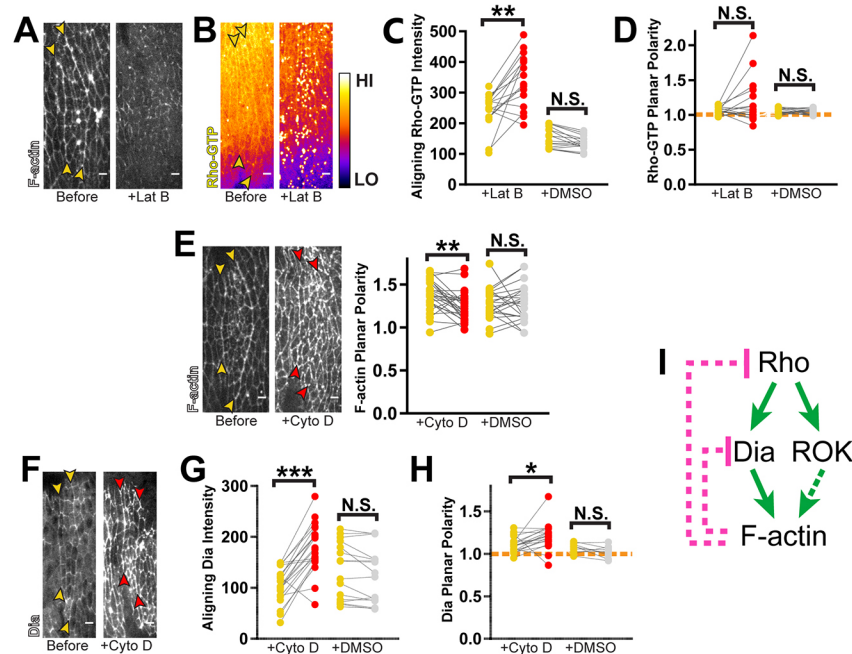 A
F-actin
Before
+Lat B
B
Rho-GTP
Before
+Lat B
HI
LO
C
Aligning Rho-GTP Intensity
500
400
300
200
100
0
**
N.S.
+Lat B
+DMSO
D
Rho-GTP Planar Polarity
2.0
1.5
1.0
0.5
0.0
N.S.
N.S.
+Lat B
+DMSO
E
F-actin
Before
+Cyto D
F-actin Planar Polarity
1.5
1.0
0.5
0.0
**
N.S.
+Cyto D
+DMSO
F
Dia
Before
+Cyto D
G
Aligning Dia Intensity
300
200
100
0
***
N.S.
+Cyto D
+DMSO
H
Dia Planar Polarity
1.5
1.0
0.5
0.0
*
N.S.
+Cyto D
+DMSO
I
Rho
Dia ROK
F-actin